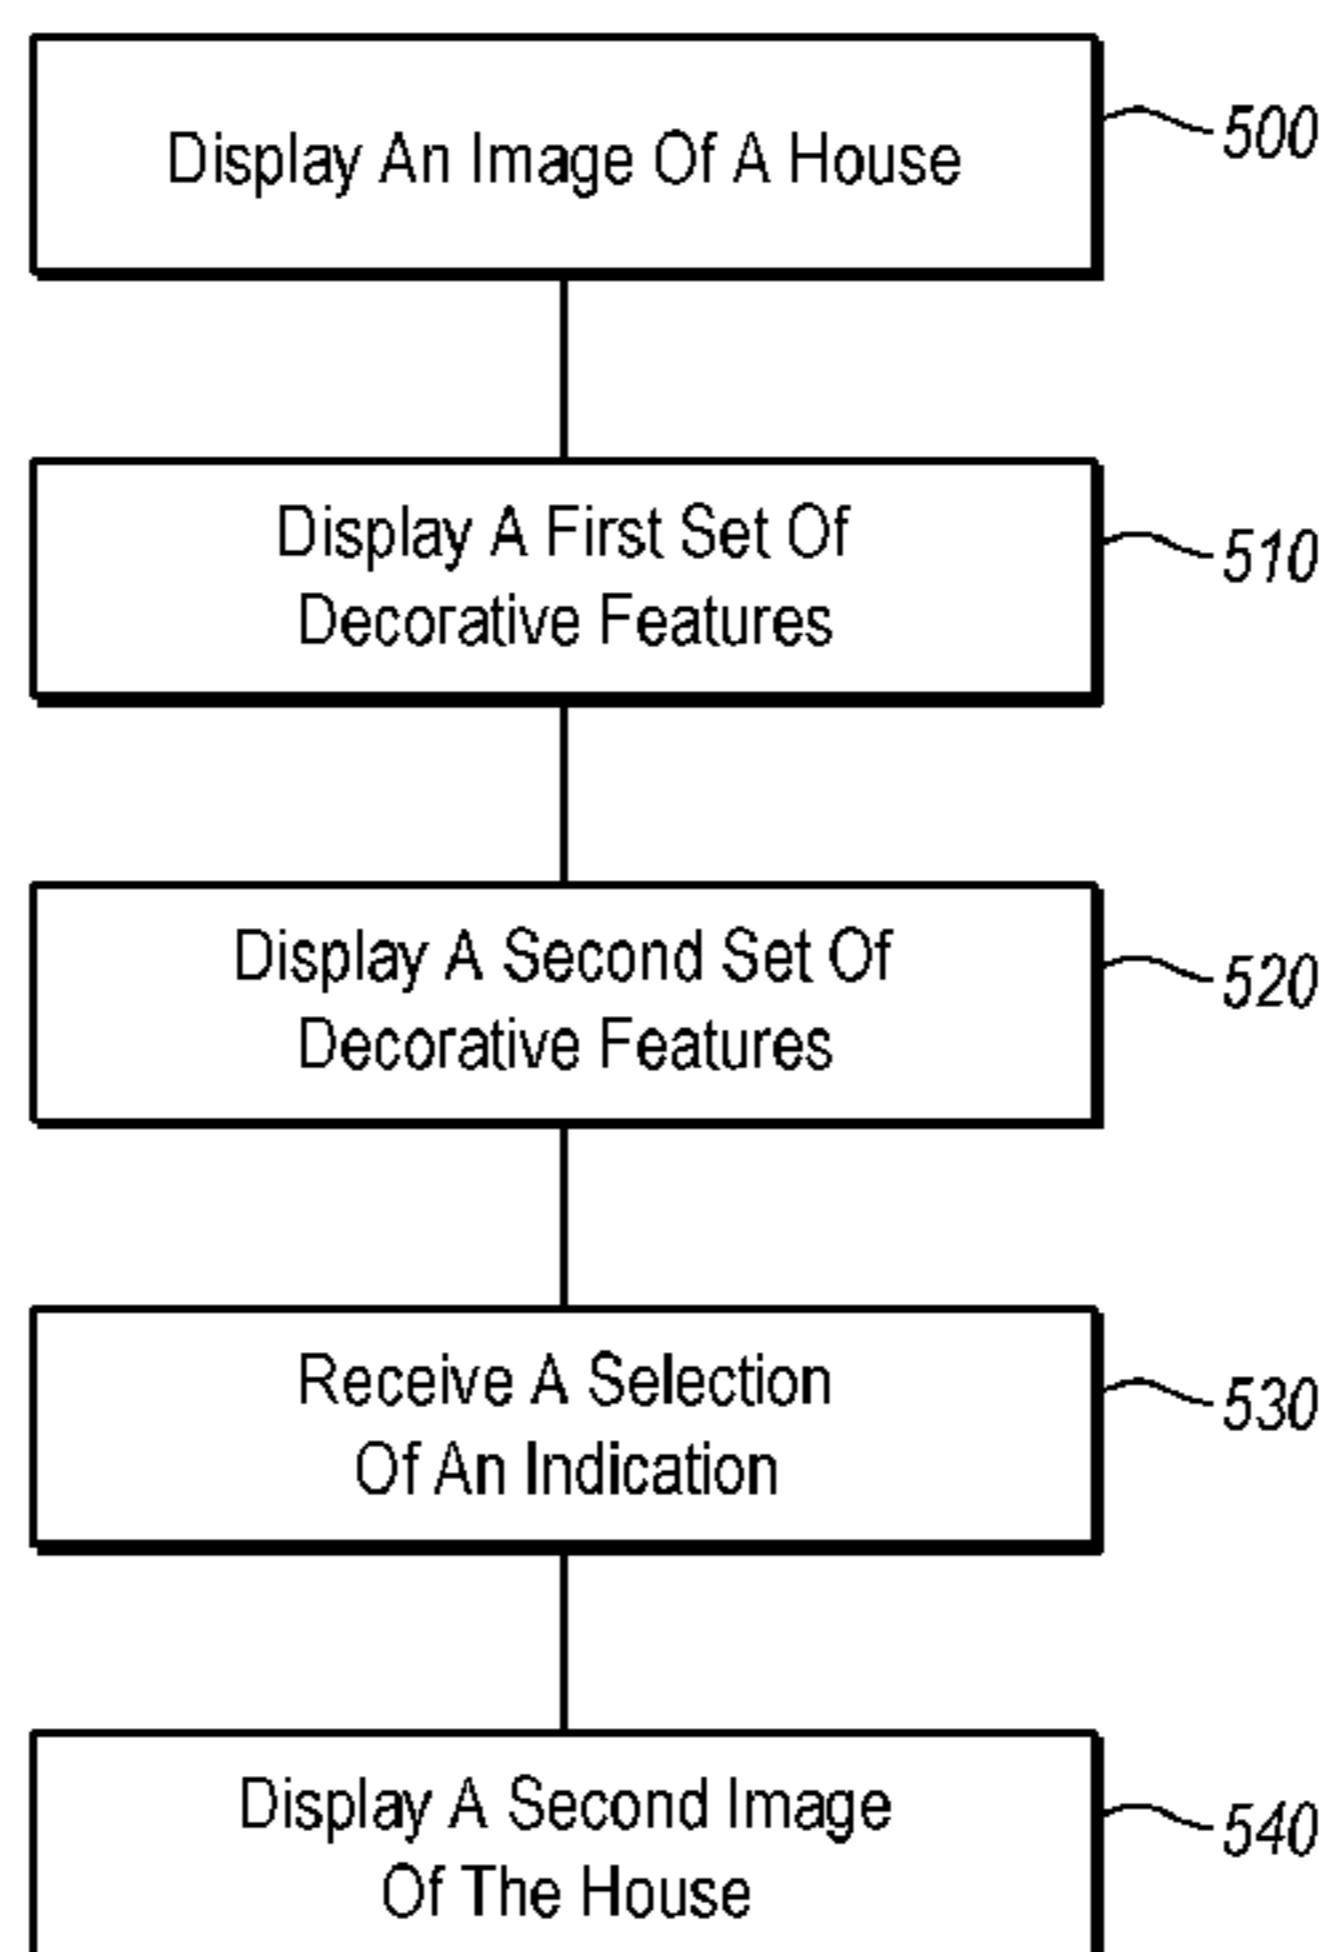 Display An Image Of A House
500
Display A First Set Of
Decorative Features
510
Display A Second Set Of
Decorative Features
520
Receive A Selection
Of An Indication
530
Display A Second Image
Of The House
540